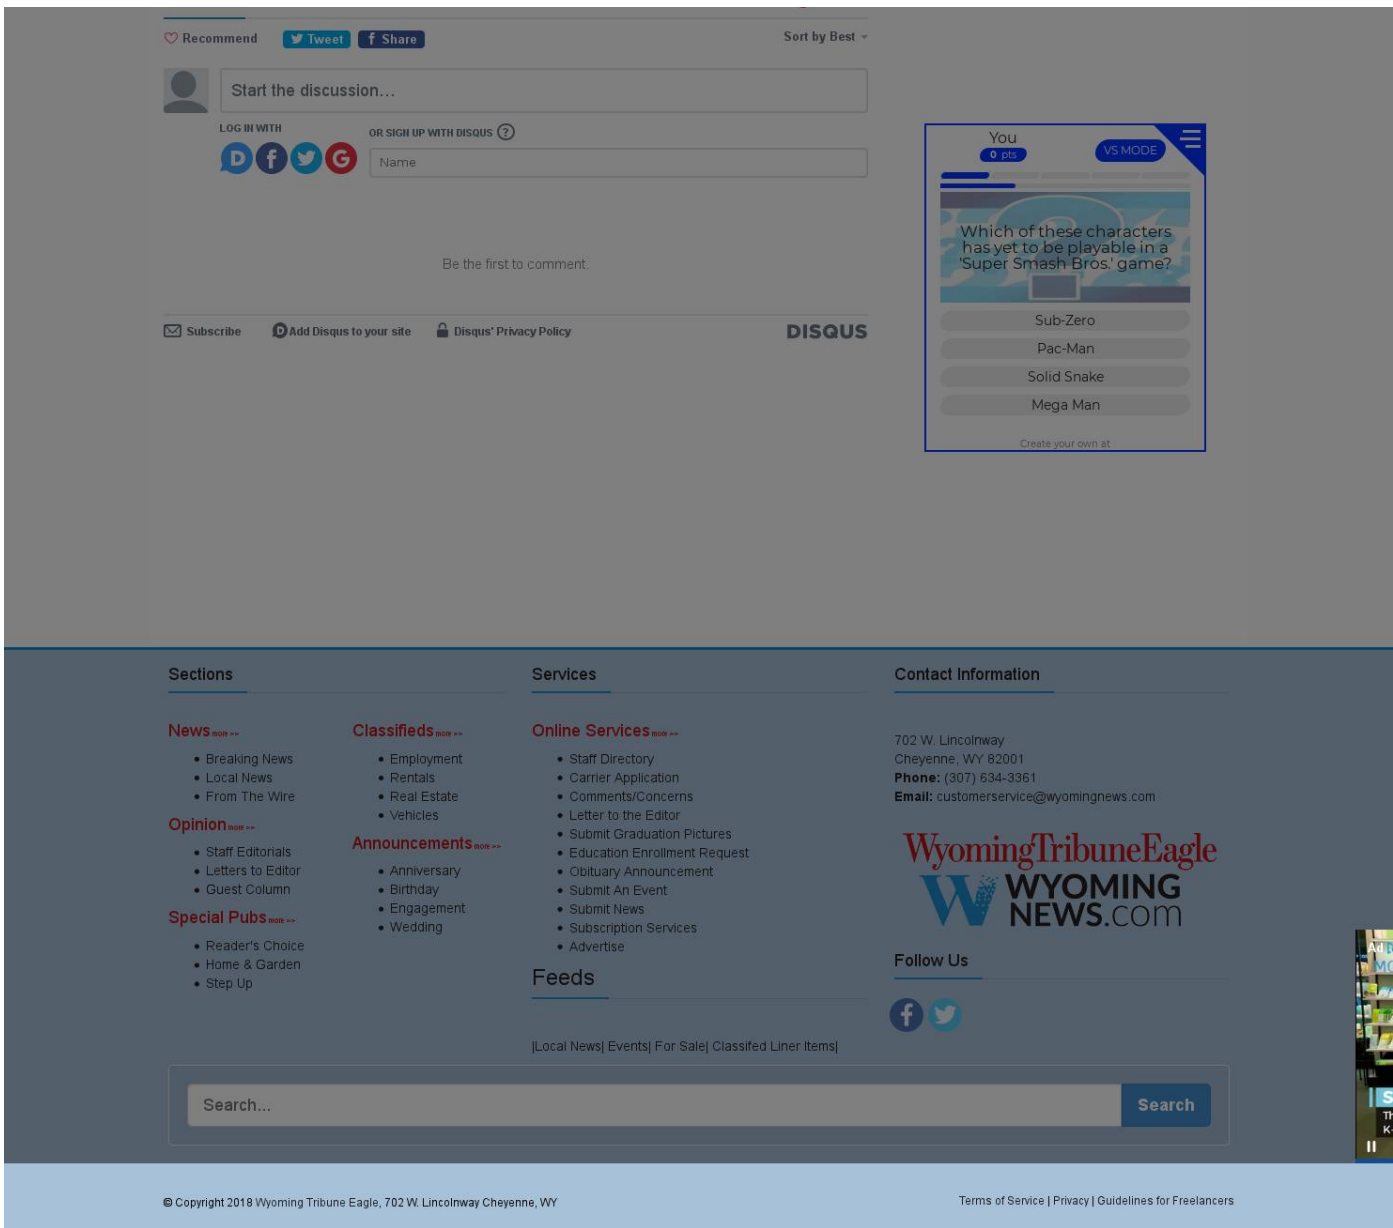 Recommend
Tweet
Share
Sort by Best
Start the discussion...
LOG IN WITH
OR SIGN UP WITH DISQUS ?
Name
Be the first to comment.
Subscribe
Add Disqus to your site
Disqus' Privacy Policy
DISQUS
You
0 pts
VS MODE
Which of these characters
has yet to be playable in a
'Super Smash Bros.' game?
Sub-Zero
Pac-Man
Solid Snake
Mega Man
Create your own at
Sections
News more >>
Breaking News
Local News
From The Wire
Opinion more >>
Staff Editorials
Letters to Editor
Guest Column
Special Pubs more >>
Reader's Choice
Home & Garden
Step Up
Classifieds more >>
Employment
Rentals
Real Estate
Vehicles
Announcements more >>
Anniversary
Birthday
Engagement
Wedding
Services
Online Services more >>
Staff Directory
Carrier Application
Comments/Concerns
Letter to the Editor
Submit Graduation Pictures
Education Enrollment Request
Obituary Announcement
Submit An Event
Submit News
Subscription Services
Advertise
Feeds
|Local News| Events| For Sale| Classifed Liner Items|
Contact Information
702 W. Lincolnway
Cheyenne, WY 82001
Phone: (307) 634-3361
Email: customerservice@wyomingnews.com
WyomingTribuneEagle
WYOMING
NEWS.COM
Follow Us
Search...
Search
Ad
© Copyright 2018 Wyoming Tribune Eagle, 702 W. Lincolnway Cheyenne, WY
Terms of Service | Privacy | Guidelines for Freelancers